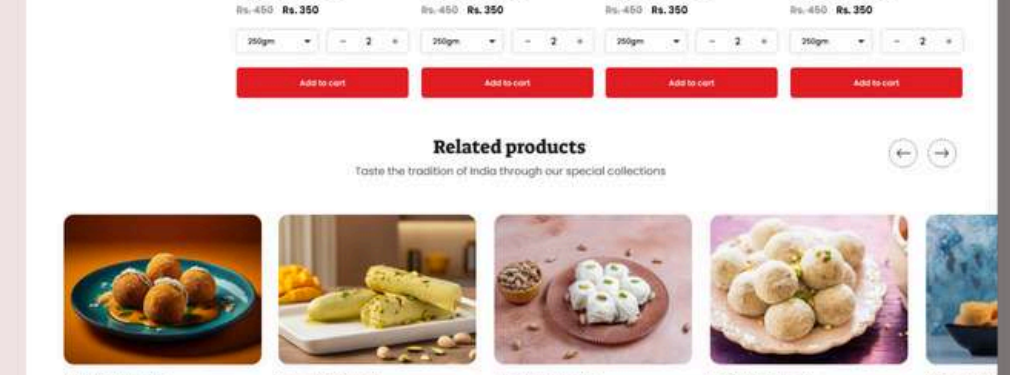 Rs. 450 Rs. 350 Rs. 450 Rs. 350 Rs. 450 Rs. 350 Rs. 450 Rs. 350
250gm - 2 + 250gm - 2 + 250gm - 2 + 250gm - 2 +
Add to cart Add to cart Add to cart Add to cart
Related products
Taste the tradition of India through our special collections